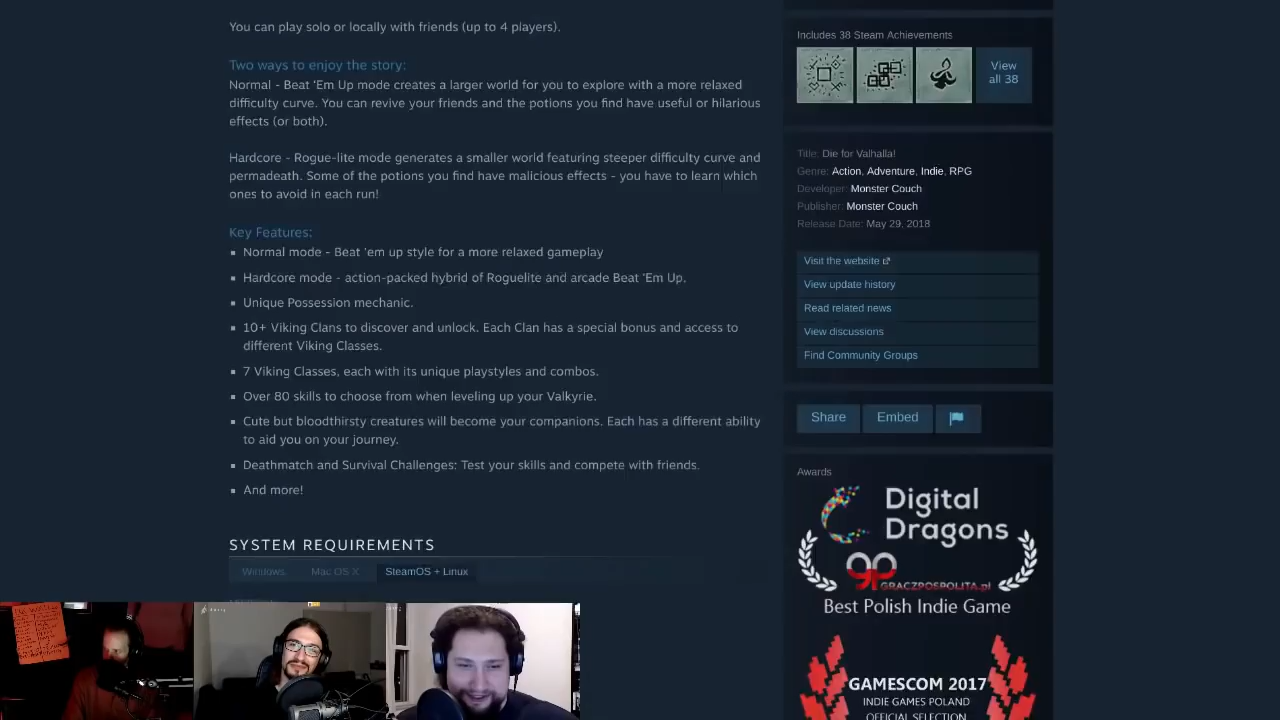 You can play solo or locally with friends (up to 4 players).
Two ways to enjoy the story:
Normal - Beat 'Em Up mode creates a larger world for you to explore with a more relaxed
difficulty curve. You can revive your friends and the potions you find have useful or hilarious
effects (or both).
Hardcore - Rogue-lite mode generates a smaller world featuring steeper difficulty curve and
permadeath. Some of the potions you find have malicious effects - you have to learn which
ones to avoid in each run!
Key Features:
Normal mode - Beat 'em up style for a more relaxed gameplay
Hardcore mode - action-packed hybrid of Roguelite and arcade Beat 'Em Up.
Unique Possession mechanic.
10+ Viking Clans to discover and unlock. Each Clan has a special bonus and access to
different Viking Classes.
7 Viking Classes, each with its unique playstyles and combos.
Over 80 skills to choose from when leveling up your Valkyrie.
Cute but bloodthirsty creatures will become your companions. Each has a different ability
to aid you on your journey.
Deathmatch and Survival Challenges: Test your skills and compete with friends.
And more!
SYSTEM REQUIREMENTS
Windows Mac OS X SteamOS + Linux
Includes 38 Steam Achievements
View
all 38
Title: Die for Valhalla!
Genre: Action, Adventure, Indie, RPG
Developer: Monster Couch
Publisher: Monster Couch
Release Date: May 29, 2018
Visit the website
View update history
Read related news
View discussions
Find Community Groups
Share Embed
Awards
Digital
Dragons
gp
GRACZPOSPOLITA.pl
Best Polish Indie Game
GAMESCOM 2017
INDIE GAMES POLAND
OFFICIAL SELECTION